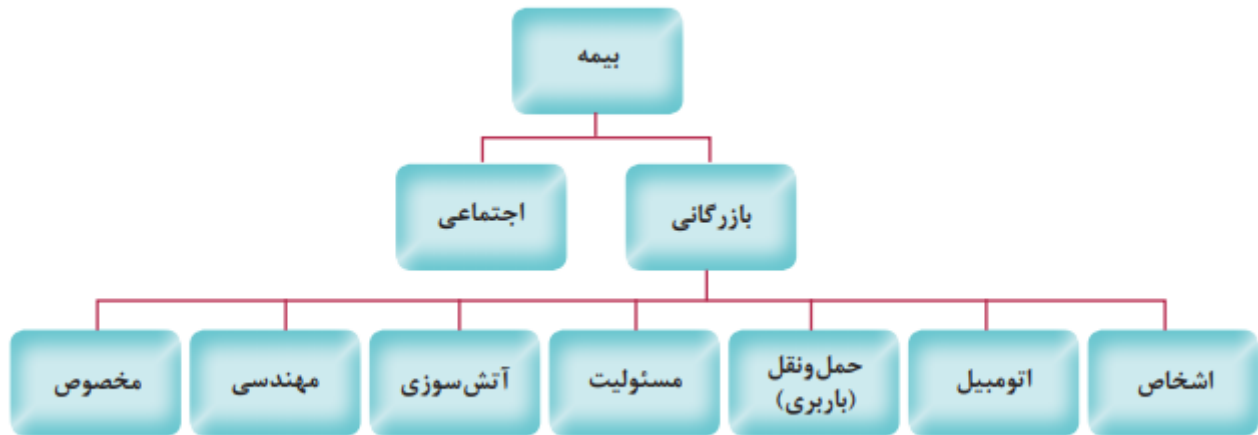 بیمه
بازرگانی
اجتماعی
اشخاص
اتومبیل
حمل‌ونقل
(باربری)
مسئولیت
آتش‌سوزی
مهندسی
مخصوص